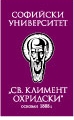 СОФИЙСКИ
УНИВЕРСИТЕТ
„СВ. КЛИМЕНТ
ОХРИДСКИ“
основан 1888 г.